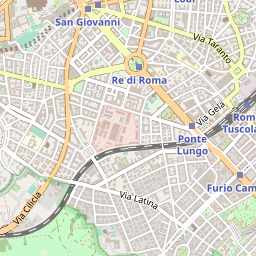 Lodi
San Giovanni
Via Taranto
Re di Roma
Via Gela
Rom
Tuscola
Ponte
Lungo
Furio Cam
Via Latina
Via Cilicia